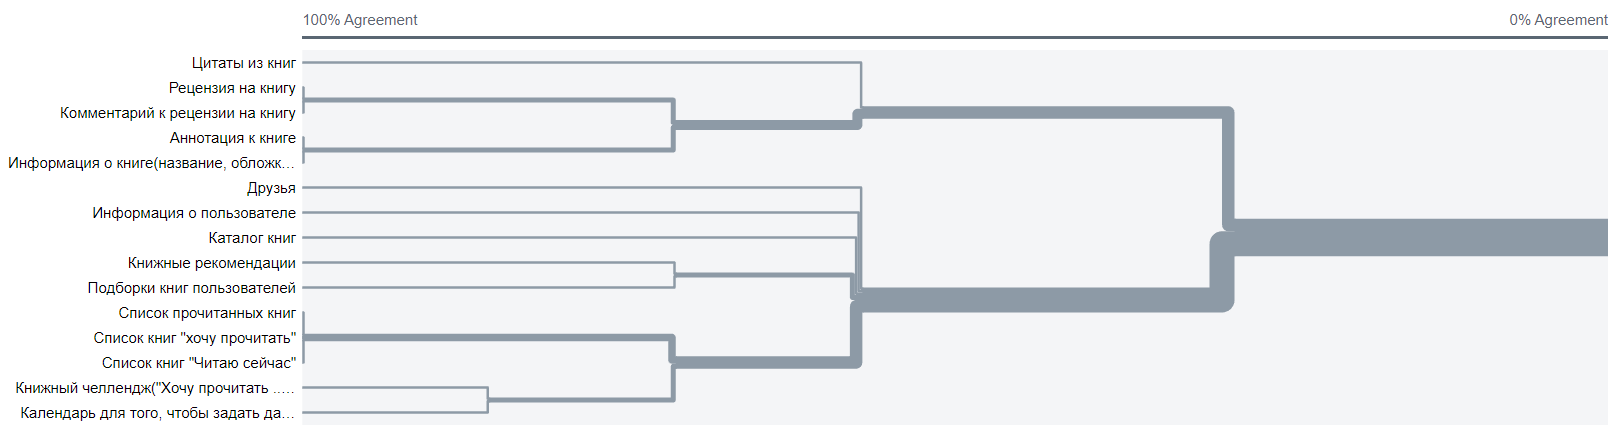 100% Agreement 0% Agreement
Цитаты из книг
Рецензия на книгу
Комментарий к рецензии на книгу
Аннотация к книге
Информация о книге(название, обложк...
Друзья
Информация о пользователе
Каталог книг
Книжные рекомендации
Подборки книг пользователей
Список прочитанных книг
Список книг "хочу прочитать"
Список книг "Читаю сейчас"
Книжный челлендж("Хочу прочитать .....
Календарь для того, чтобы задать да...